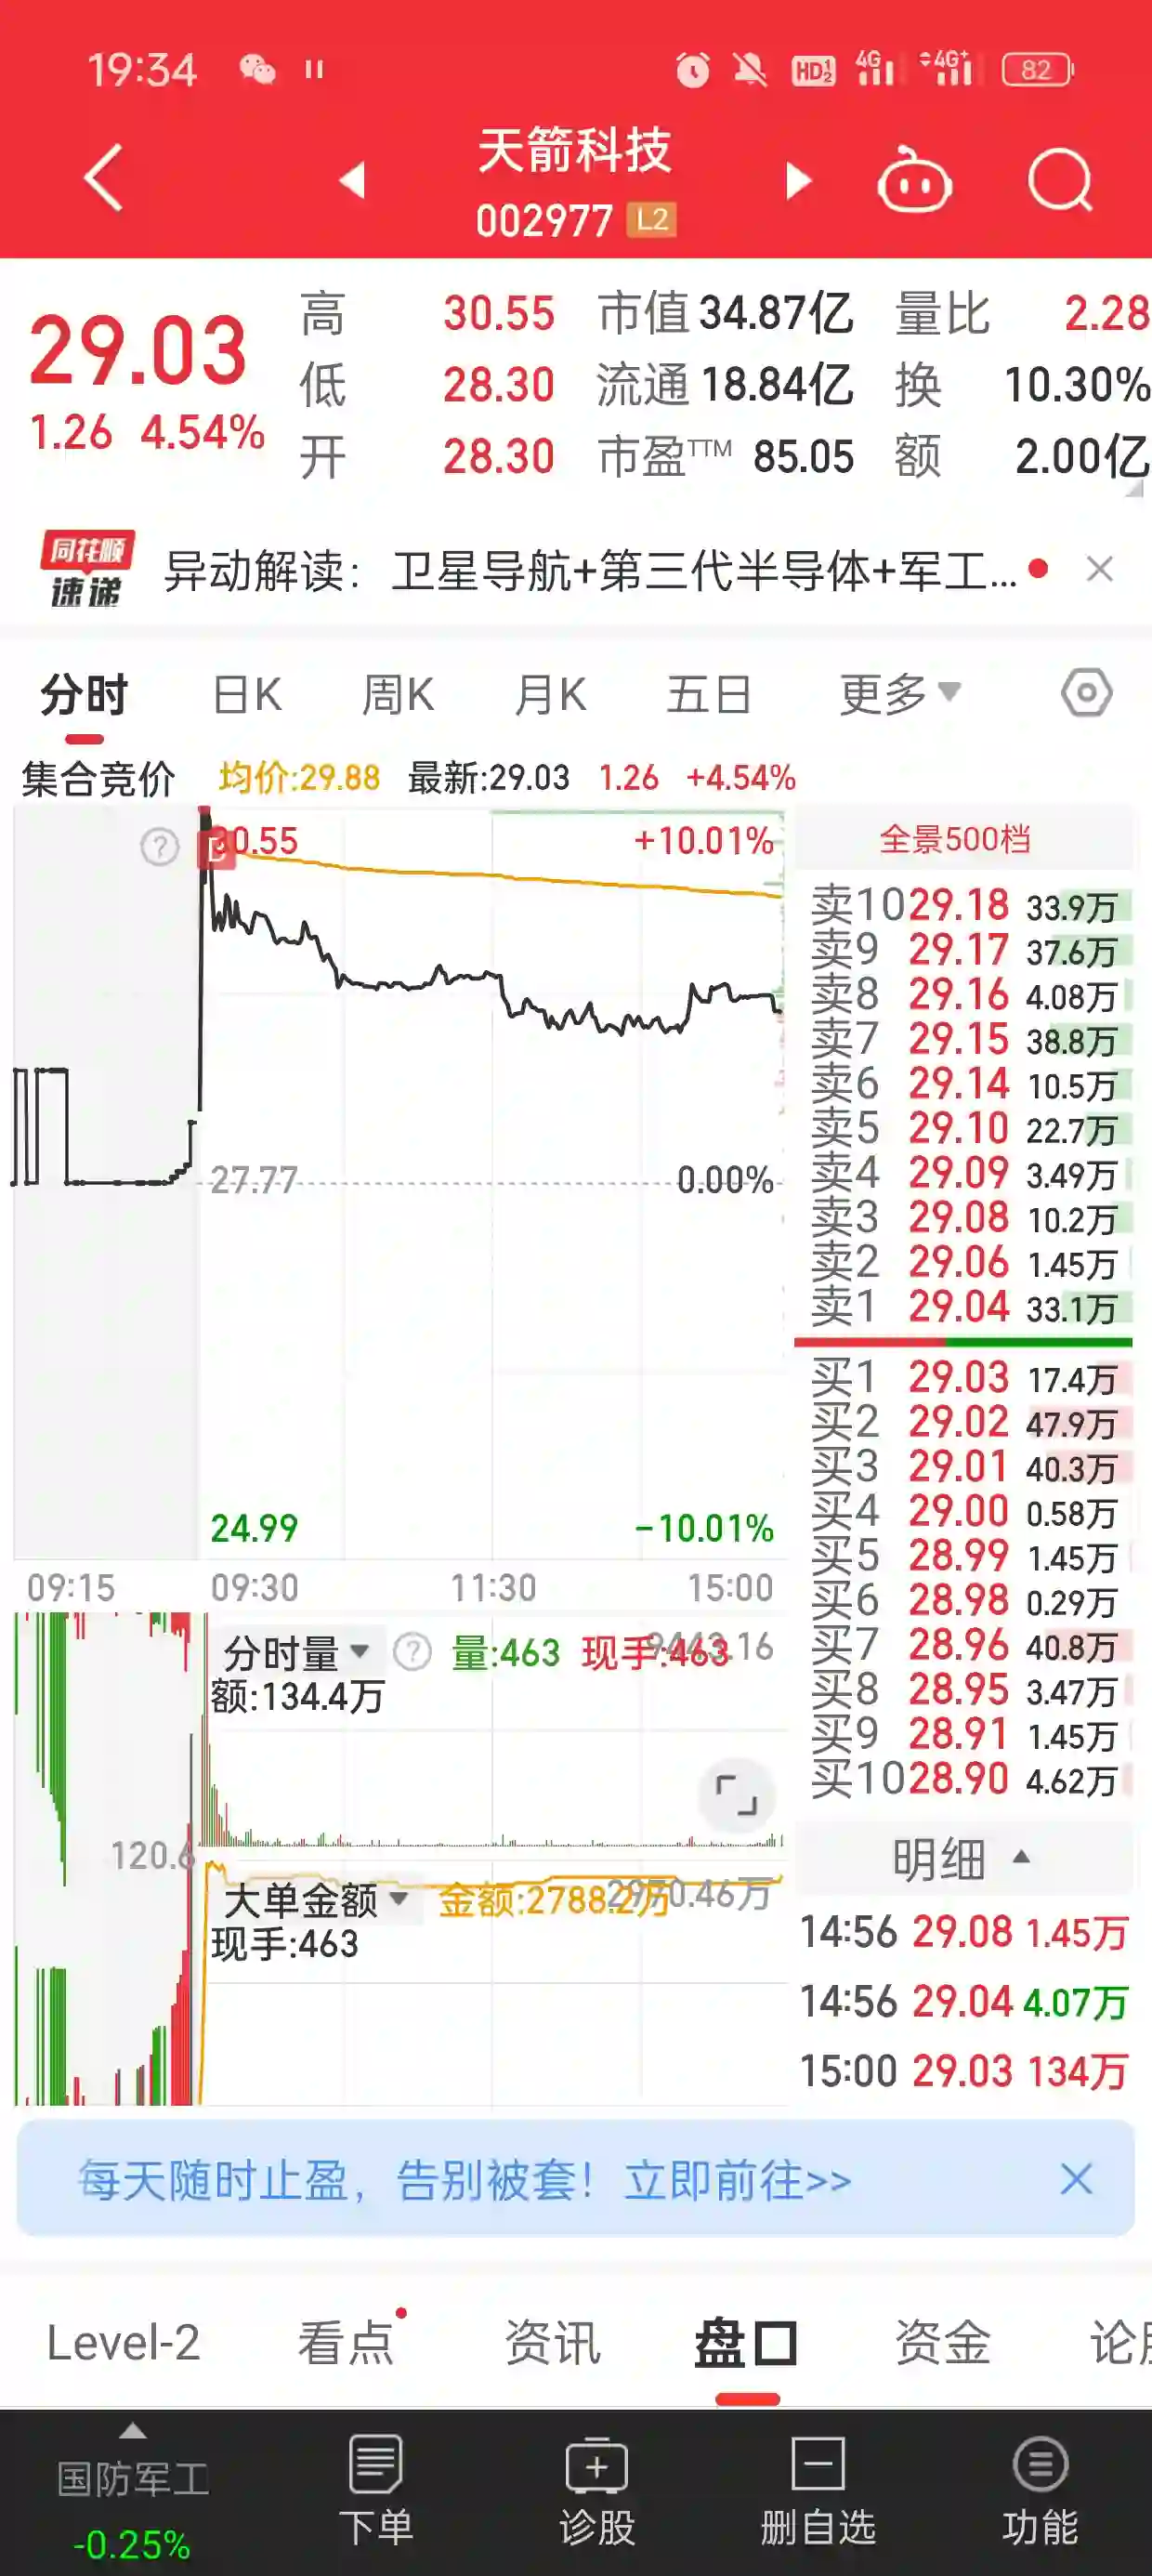 19:34 HD 1 2 4G 4G+ 82
天箭科技
002977 L2
29.03
1.26 4.54%
高 30.55 市值 34.87亿 量比 2.28
低 28.30 流通 18.84亿 换 10.30%
开 28.30 市盈TTM 85.05 额 2.00亿
同花顺
速递
异动解读：卫星导航+第三代半导体+军工...
分时 日K 周K 月K 五日 更多
集合竞价 均价:29.88 最新:29.03 1.26 +4.54%
30.55 +10.01%
27.77 0.00%
24.99 -10.01%
09:15 09:30 11:30 15:00
分时量 ? 量:463 现手:463 9443.16
额:134.4万
120.6
大单金额 金额:2788.2万 2970.46万
现手:463
全景500档
卖10 29.18 33.9万
卖9 29.17 37.6万
卖8 29.16 4.08万
卖7 29.15 38.8万
卖6 29.14 10.5万
卖5 29.10 22.7万
卖4 29.09 3.49万
卖3 29.08 10.2万
卖2 29.06 1.45万
卖1 29.04 33.1万
买1 29.03 17.4万
买2 29.02 47.9万
买3 29.01 40.3万
买4 29.00 0.58万
买5 28.99 1.45万
买6 28.98 0.29万
买7 28.96 40.8万
买8 28.95 3.47万
买9 28.91 1.45万
买10 28.90 4.62万
明细
14:56 29.08 1.45万
14:56 29.04 4.07万
15:00 29.03 134万
每天随时止盈，告别被套！立即前往>>
Level-2 看点 资讯 盘口 资金 论
国防军工
-0.25%
下单 诊股 删自选 功能